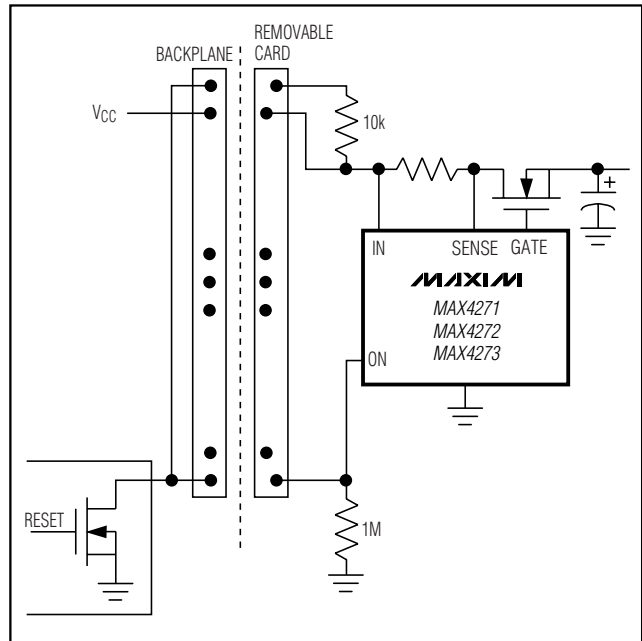 BACKPLANE
REMOVABLE
CARD
VCC
10k
+
IN
SENSE
GATE
MAXIM
MAX4271
MAX4272
MAX4273
ON
RESET
1M